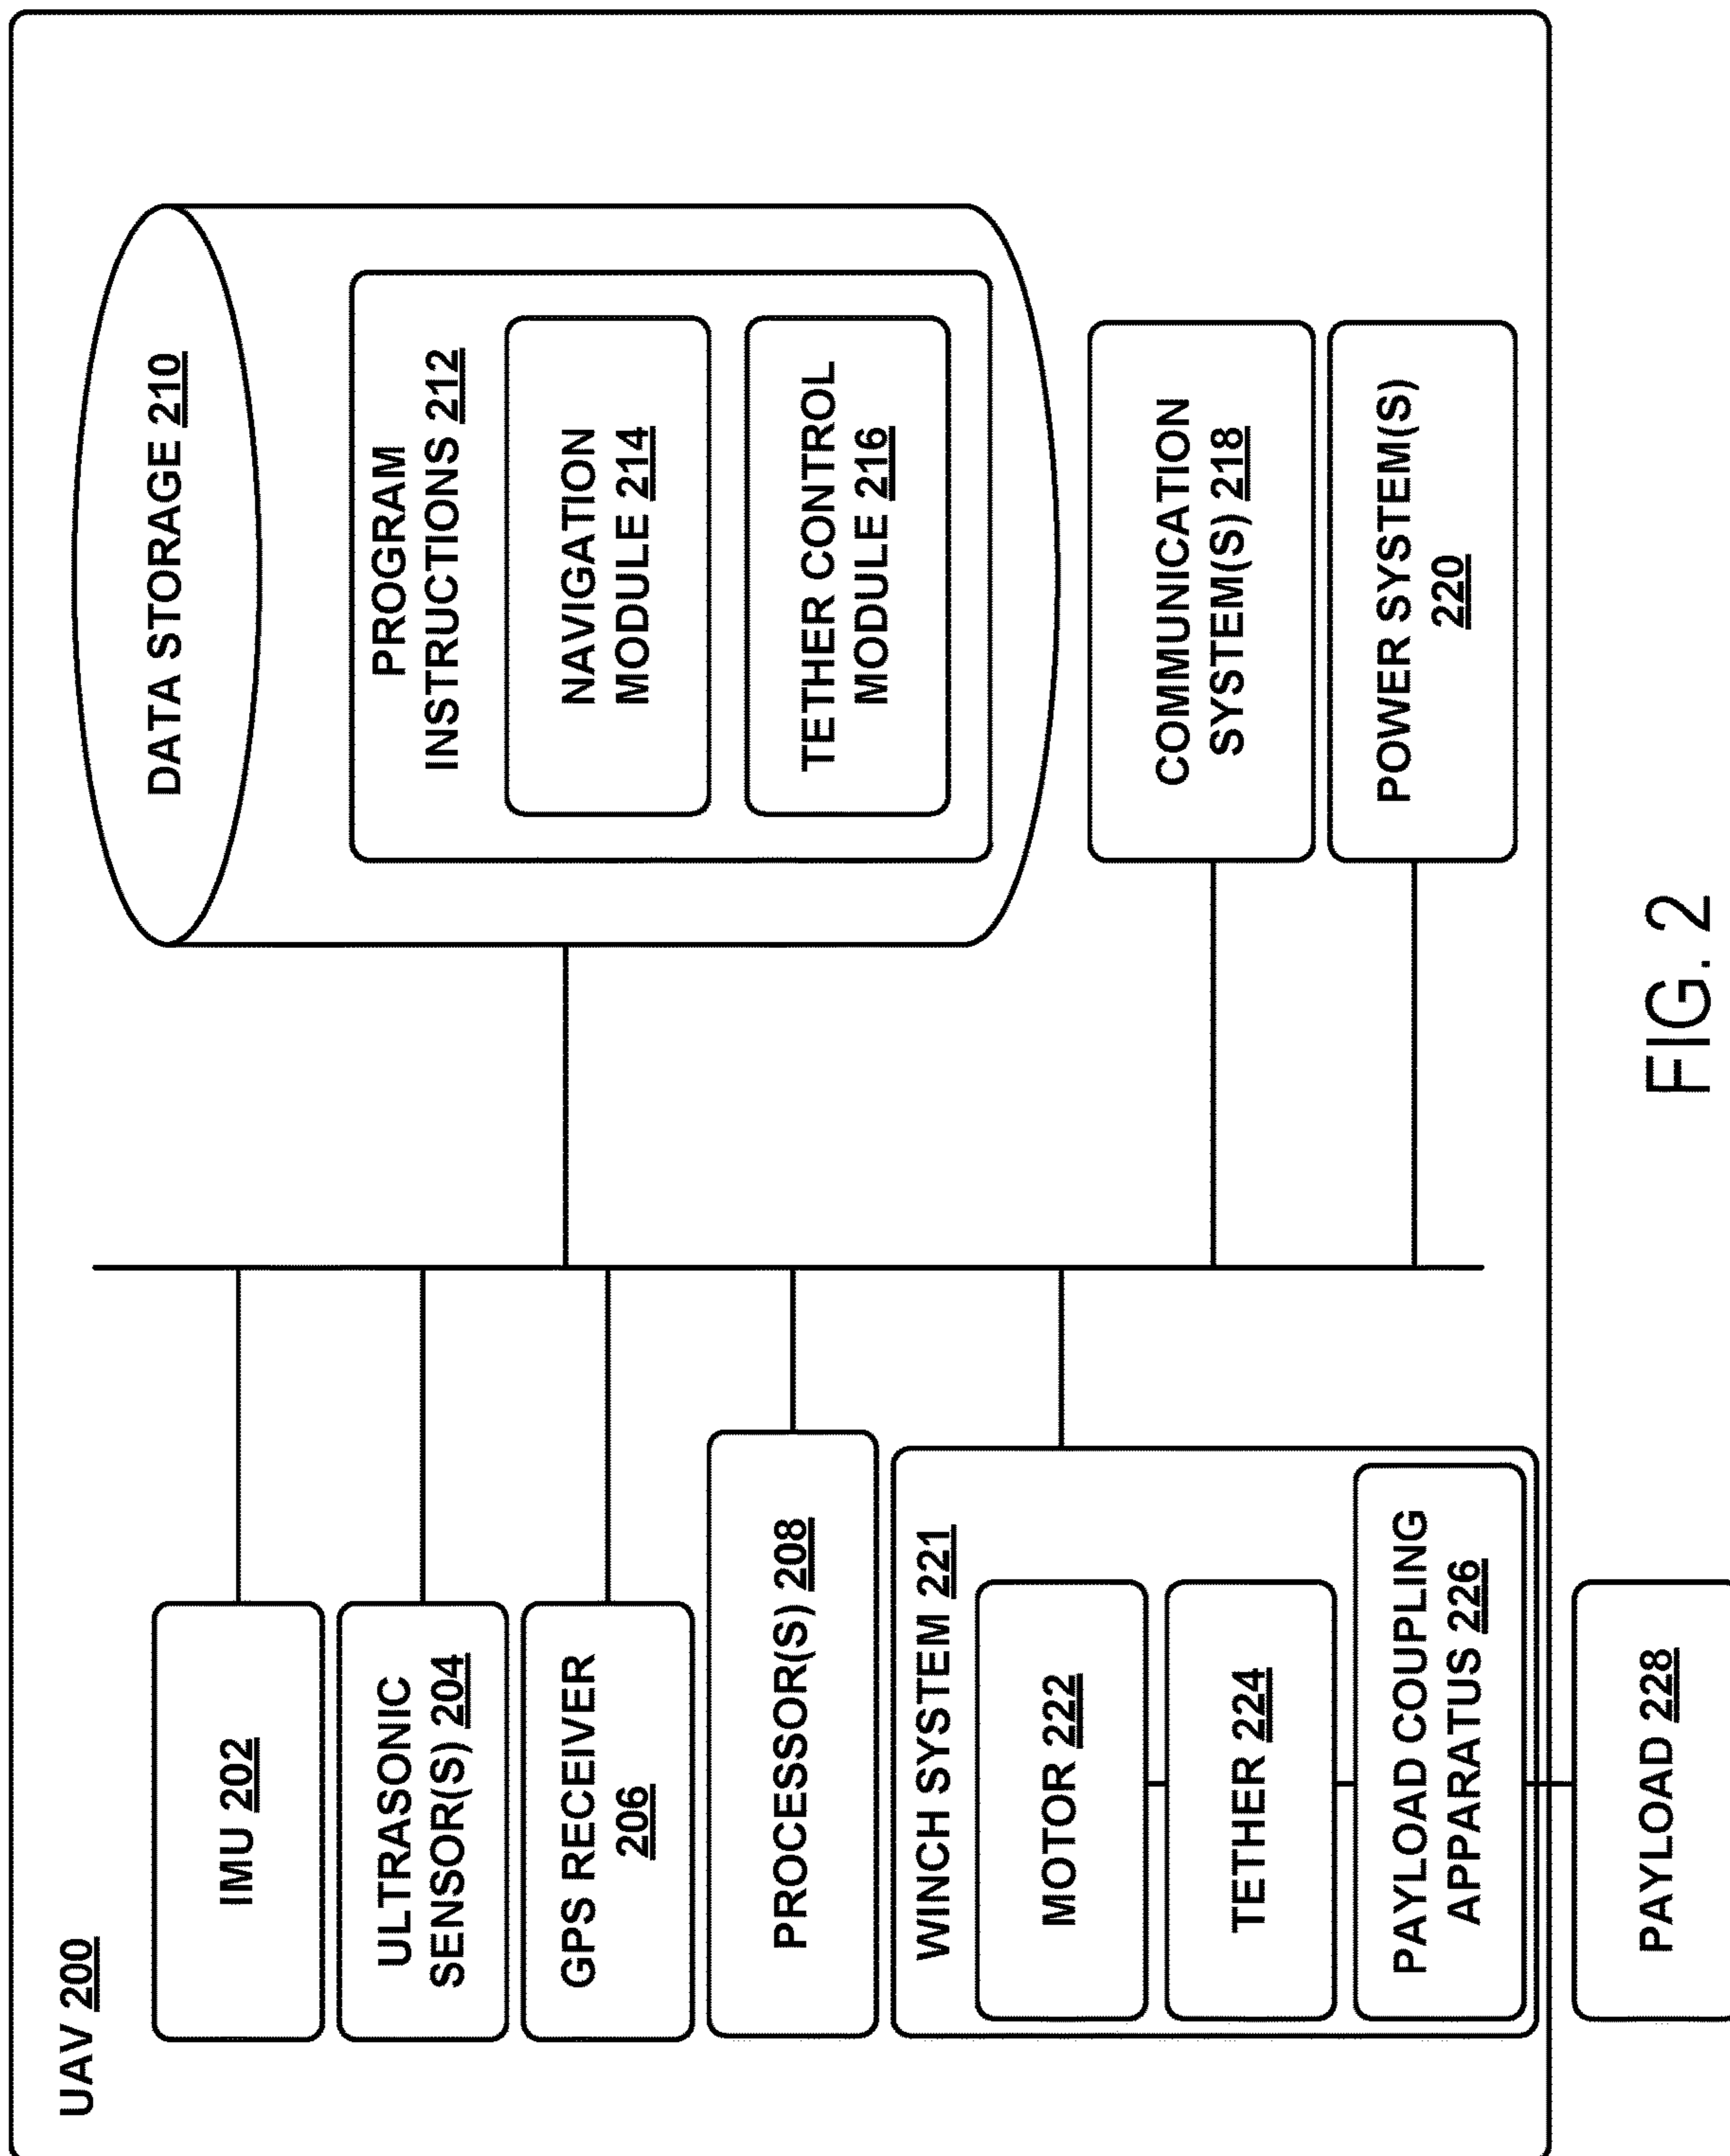 UAV 200
IMU 202
ULTRASONIC
SENSOR(S) 204
GPS RECEIVER
206
PROCESSOR(S) 208
WINCH SYSTEM 221
MOTOR 222
TETHER 224
PAYLOAD COUPLING
APPARATUS 226
PAYLOAD 228
DATA STORAGE 210
PROGRAM
INSTRUCTIONS 212
NAVIGATION
MODULE 214
TETHER CONTROL
MODULE 216
COMMUNICATION
SYSTEM(S) 218
POWER SYSTEM(S)
220
FIG. 2